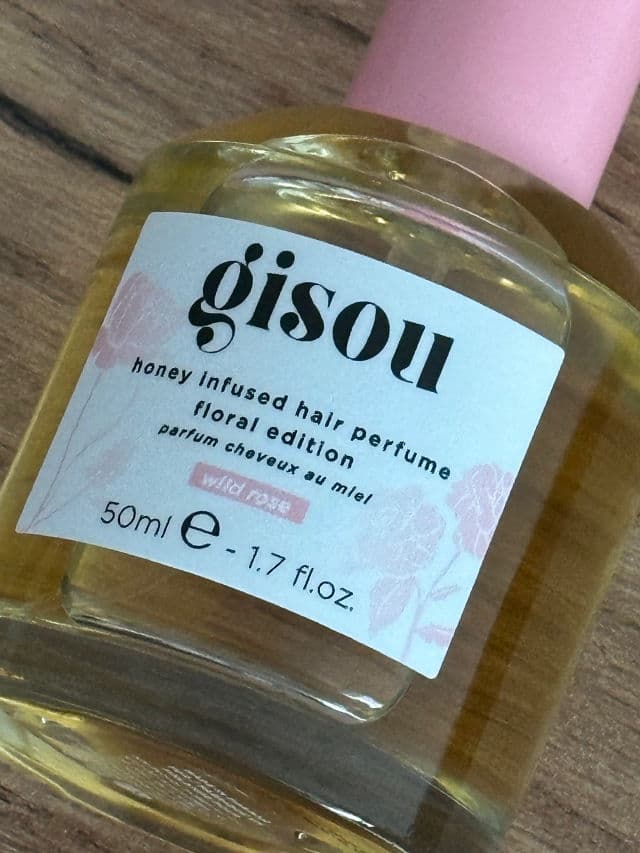 gisou
honey infused hair perfume
floral edition
parfum cheveux au miel
wild rose
50ml e - 1.7 fl.oz.